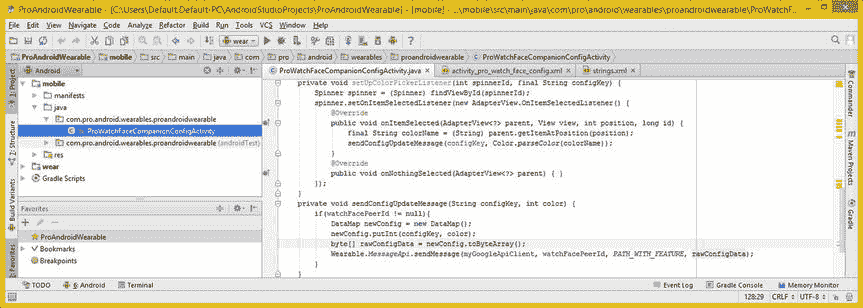 ProAndroidWearable - [C:\Users\Default.Default-PC\AndroidStudioProjects\ProAndroidWearable] - [mobile] - ...\mobile\src\main\java\com\pro\android\wearables\proandroidwearable\ProWatchFace
File Edit View Navigate Code Analyze Refactor Build Run Tools VCS Window Help
wear
ProAndroidWearable mobile src main java com pro android wearables proandroidwearable ProWatchFaceCompanionConfigActivity
Android
ProWatchFaceCompanionConfigActivity.java activity_pro_watch_face_config.xml strings.xml
1: Project
mobile
manifests
java
com.pro.android.wearables.proandroidwearable
ProWatchFaceCompanionConfigActivity
com.pro.android.wearables.proandroidwearable (androidTest)
res
wear
Gradle Scripts
Z: Structure
Build Variants
Favorites
ProAndroidWearable
Bookmarks
Breakpoints
2: Favorites
private void setUpColorPickerListener(int spinnerId, final String configKey) {
Spinner spinner = (Spinner) findViewById(spinnerId);
spinner.setOnItemSelectedListener(new AdapterView.OnItemSelectedListener() {
@Override
public void onItemSelected(AdapterView<?> parent, View view, int position, long id) {
final String colorName = (String) parent.getItemAtPosition(position);
sendConfigUpdateMessage(configKey, Color.parseColor(colorName));
}
@Override
public void onNothingSelected(AdapterView<?> parent) { }
});
}
private void sendConfigUpdateMessage(String configKey, int color) {
if(watchFacePeerId != null){
DataMap newConfig = new DataMap();
newConfig.putInt(configKey, color);
byte[] rawConfigData = newConfig.toByteArray();
Wearable.MessageApi.sendMessage(myGoogleApiClient, watchFacePeerId, PATH_WITH_FEATURE, rawConfigData);
}
}
Commander
Maven Projects
Gradle
TODO 6: Android Terminal Event Log Gradle Console Memory Monitor
128:29 CRLF UTF-8